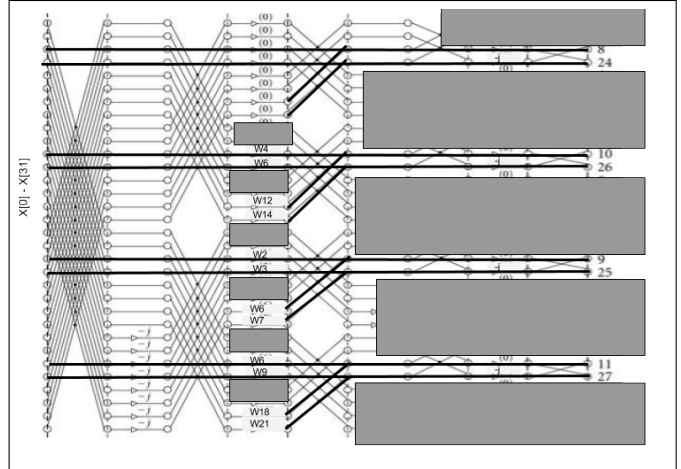 (0)
(0)
(0)
8
(0)
24
(0)
(0)
(0)
(0)
W4
10
W6
26
W12
W14
X[0] - X[31]
W2
9
W3
25
W6
W7
-j
-j
-j
W6
11
W9
27
-j
-j
W18
-j
W21
-j